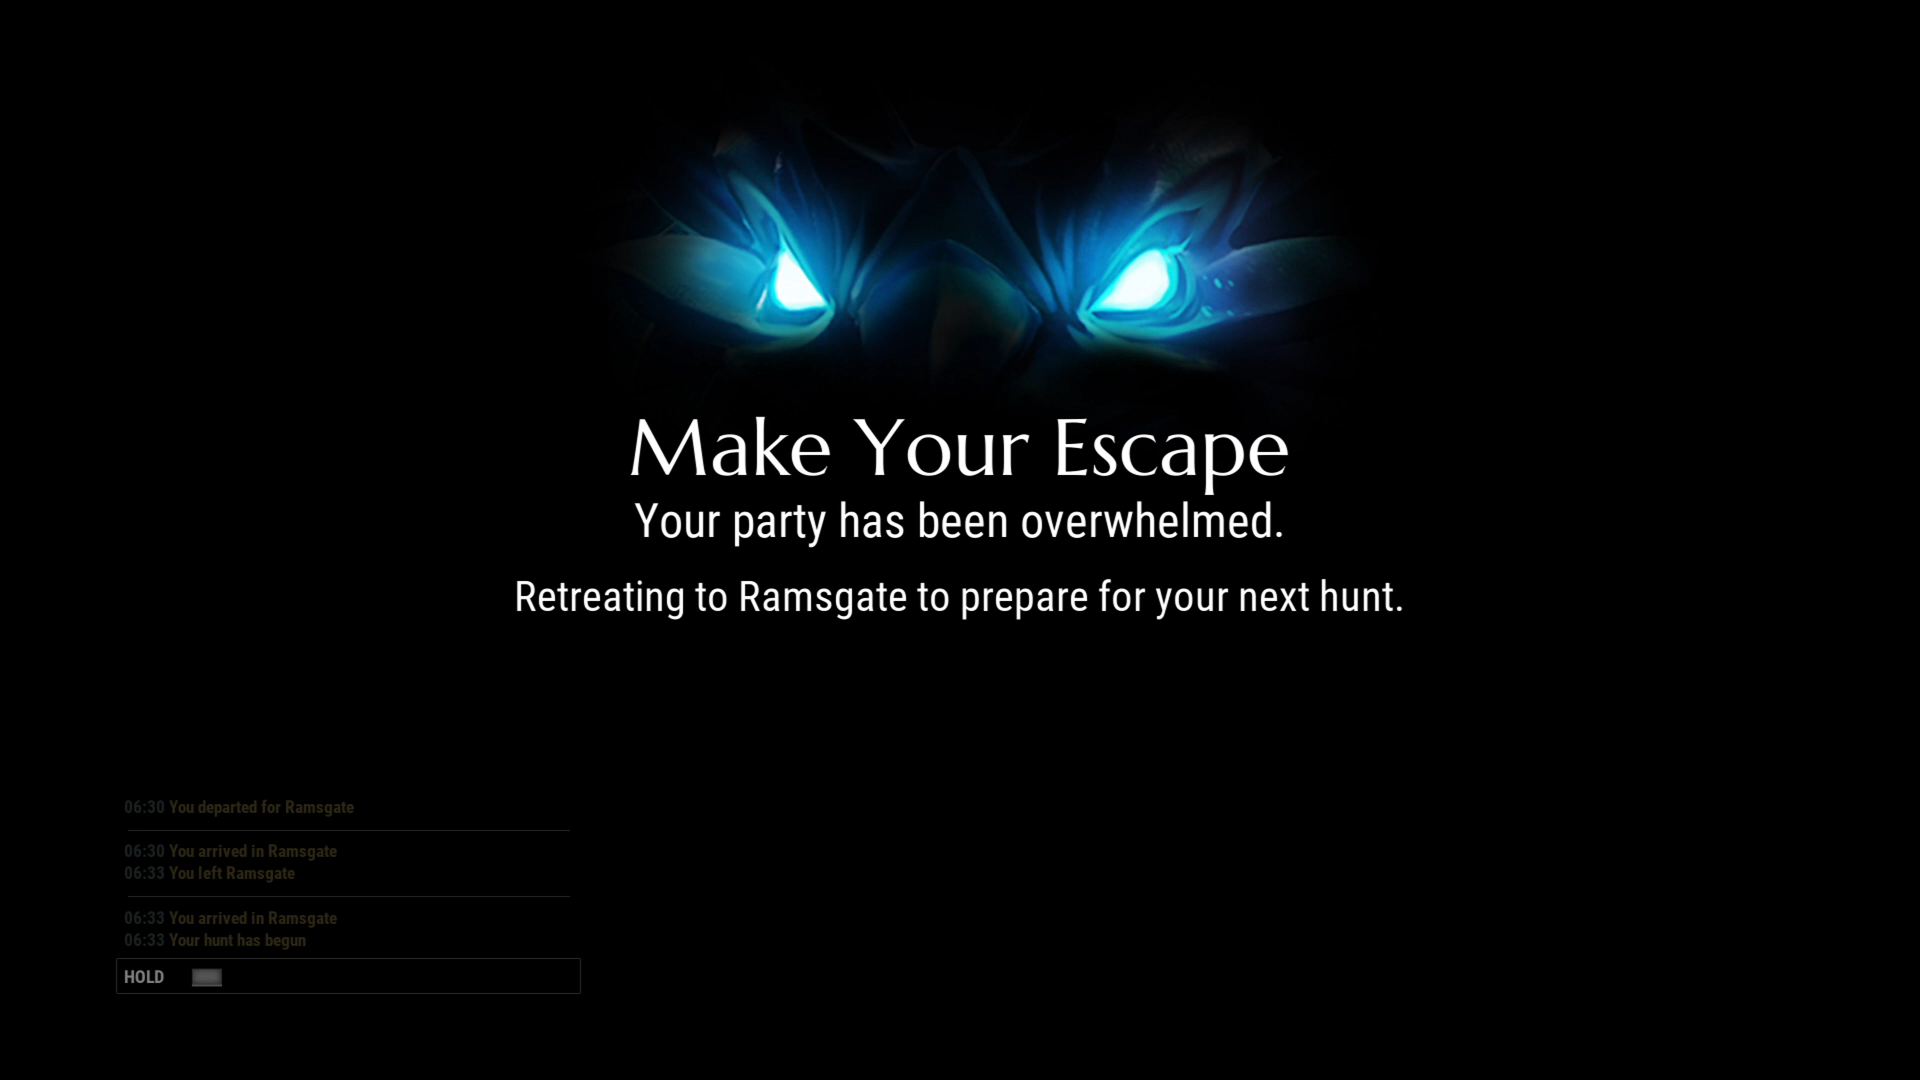 Make Your Escape
Your party has been overwhelmed.
Retreating to Ramsgate to prepare for your next hunt.
06:30 You departed for Ramsgate
06:30 You arrived in Ramsgate
06:33 You left Ramsgate
06:33 You arrived in Ramsgate
06:33 Your hunt has begun
HOLD